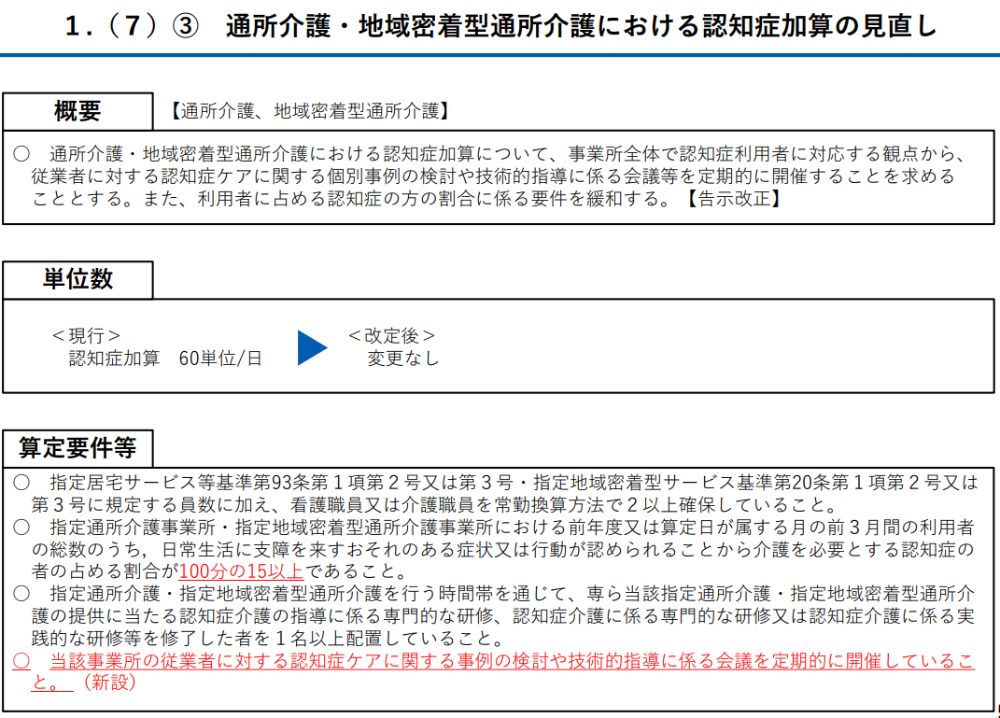 １.（７）③　通所介護・地域密着型通所介護における認知症加算の見直し
概要
【通所介護、地域密着型通所介護】
○　通所介護・地域密着型通所介護における認知症加算について、事業所全体で認知症利用者に対応する観点から、
従業者に対する認知症ケアに関する個別事例の検討や技術的指導に係る会議等を定期的に開催することを求める
こととする。また、利用者に占める認知症の方の割合に係る要件を緩和する。【告示改正】
単位数
＜現行＞
認知症加算　60単位/日
＜改定後＞
変更なし
算定要件等
○　指定居宅サービス等基準第93条第１項第２号又は第３号・指定地域密着型サービス基準第20条第１項第２号又は
第３号に規定する員数に加え、看護職員又は介護職員を常勤換算方法で２以上確保していること。
○　指定通所介護事業所・指定地域密着型通所介護事業所における前年度又は算定日が属する月の前３月間の利用者
の総数のうち，日常生活に支障を来すおそれのある症状又は行動が認められることから介護を必要とする認知症の
者の占める割合が100分の15以上であること。
○　指定通所介護・指定地域密着型通所介護を行う時間帯を通じて、専ら当該指定通所介護・指定地域密着型通所介
護の提供に当たる認知症介護の指導に係る専門的な研修、認知症介護に係る専門的な研修又は認知症介護に係る実
践的な研修等を修了した者を１名以上配置していること。
○　当該事業所の従業者に対する認知症ケアに関する事例の検討や技術的指導に係る会議を定期的に開催しているこ
と。（新設）